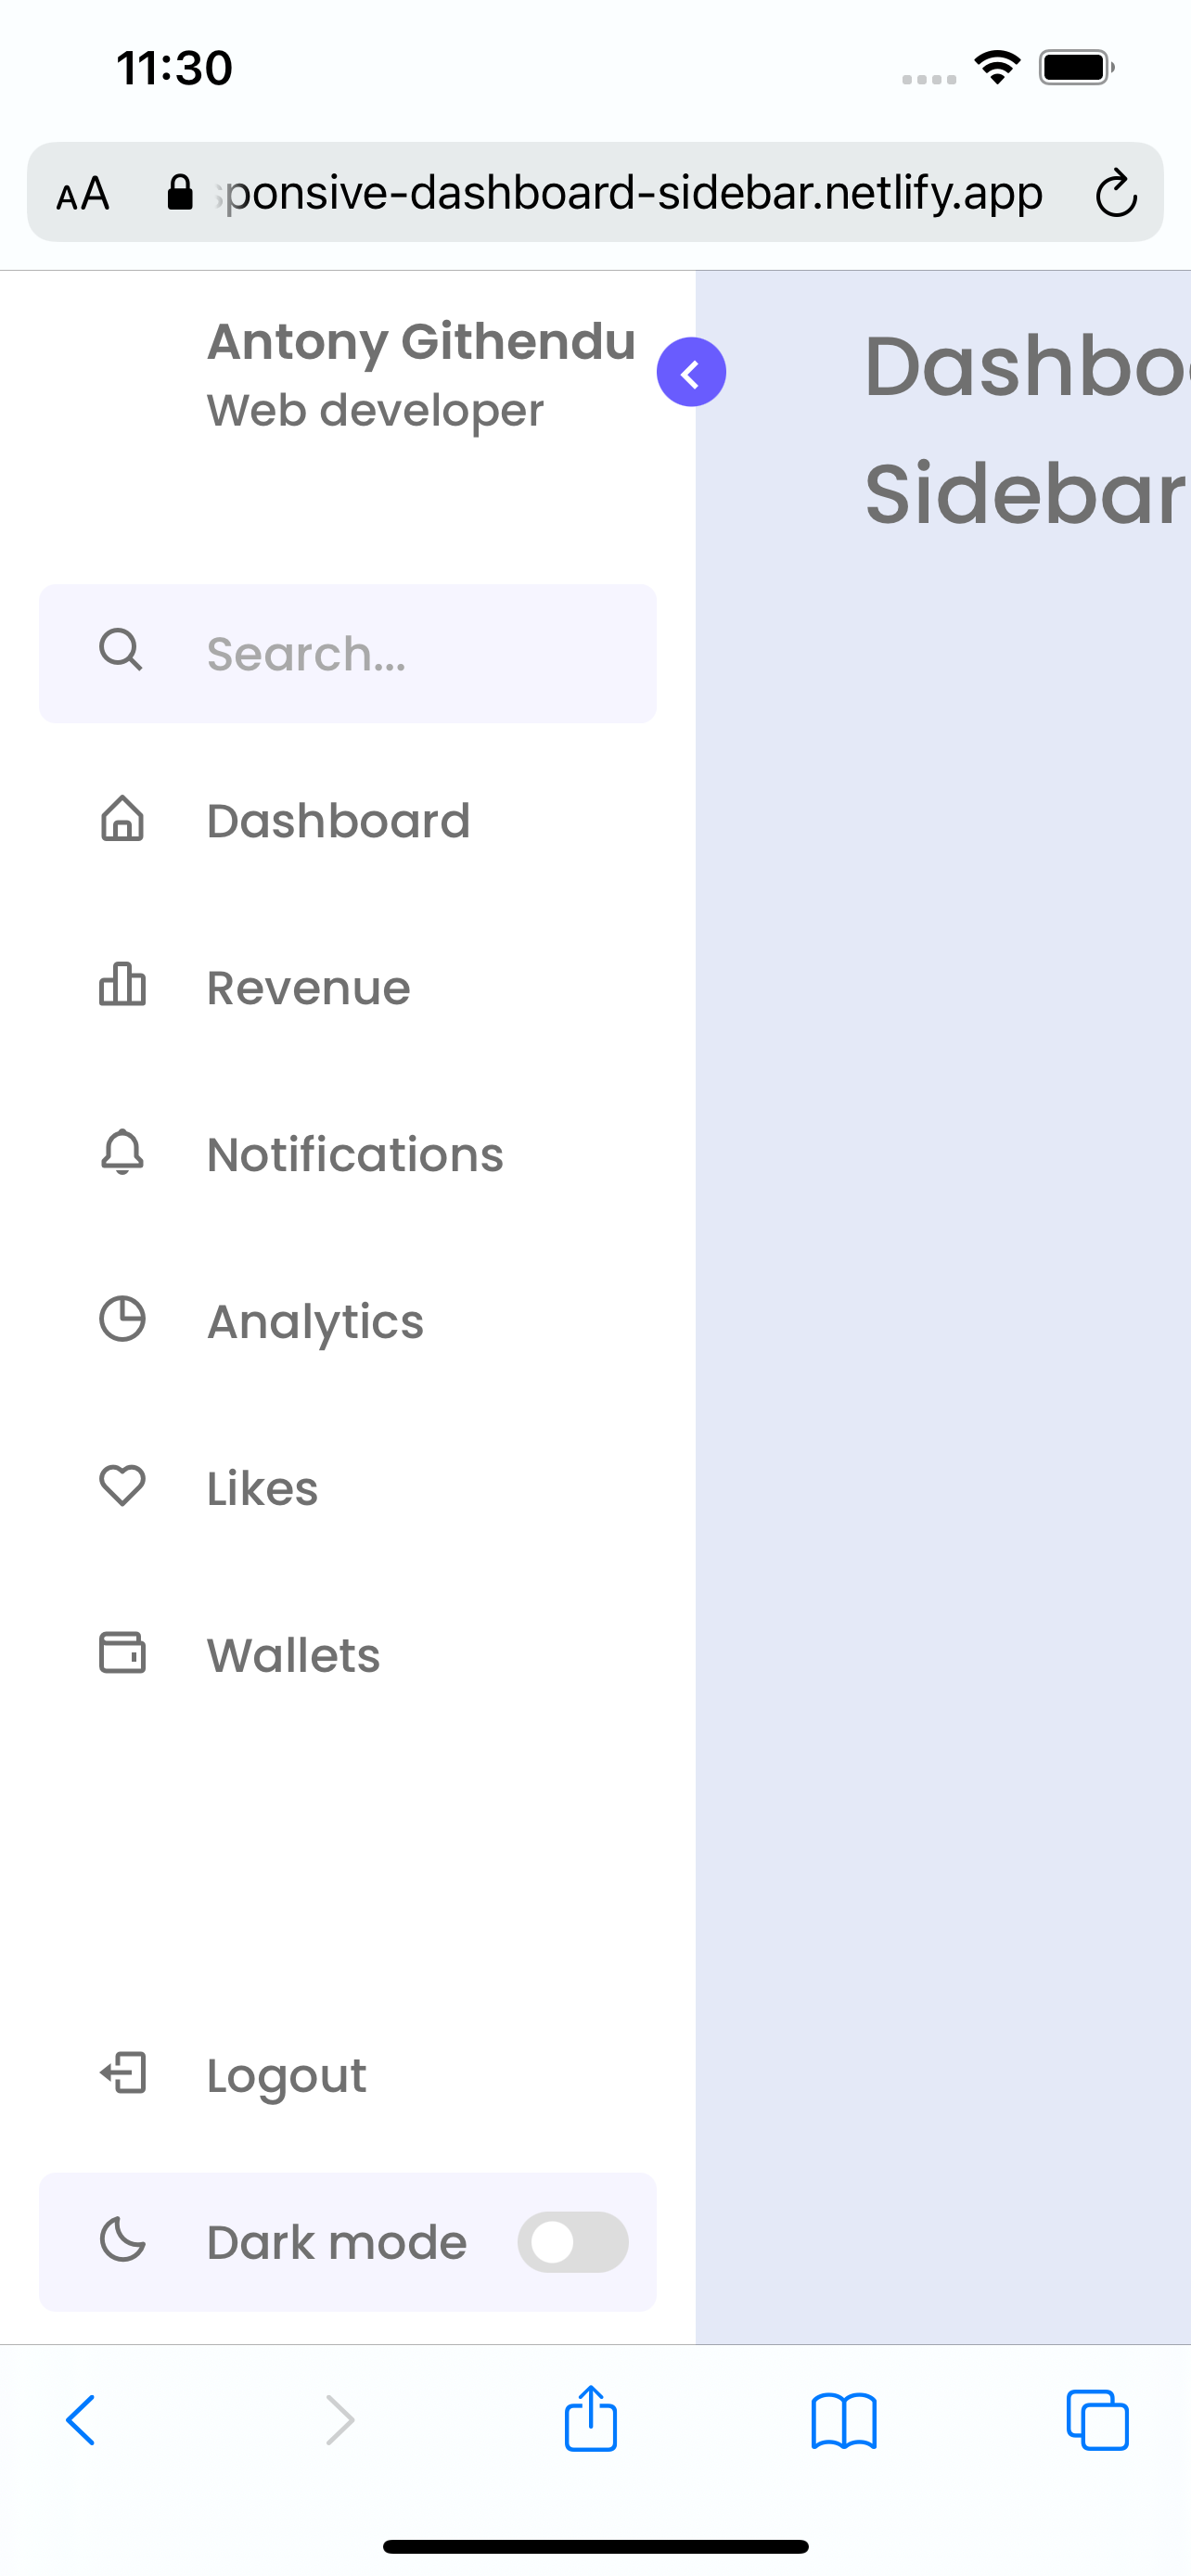 11:30
AA
sponsive-dashboard-sidebar.netlify.app
Antony Githendu
Web developer
Dashbo
Sidebar
Search...
Dashboard
Revenue
Notifications
Analytics
Likes
Wallets
Logout
Dark mode